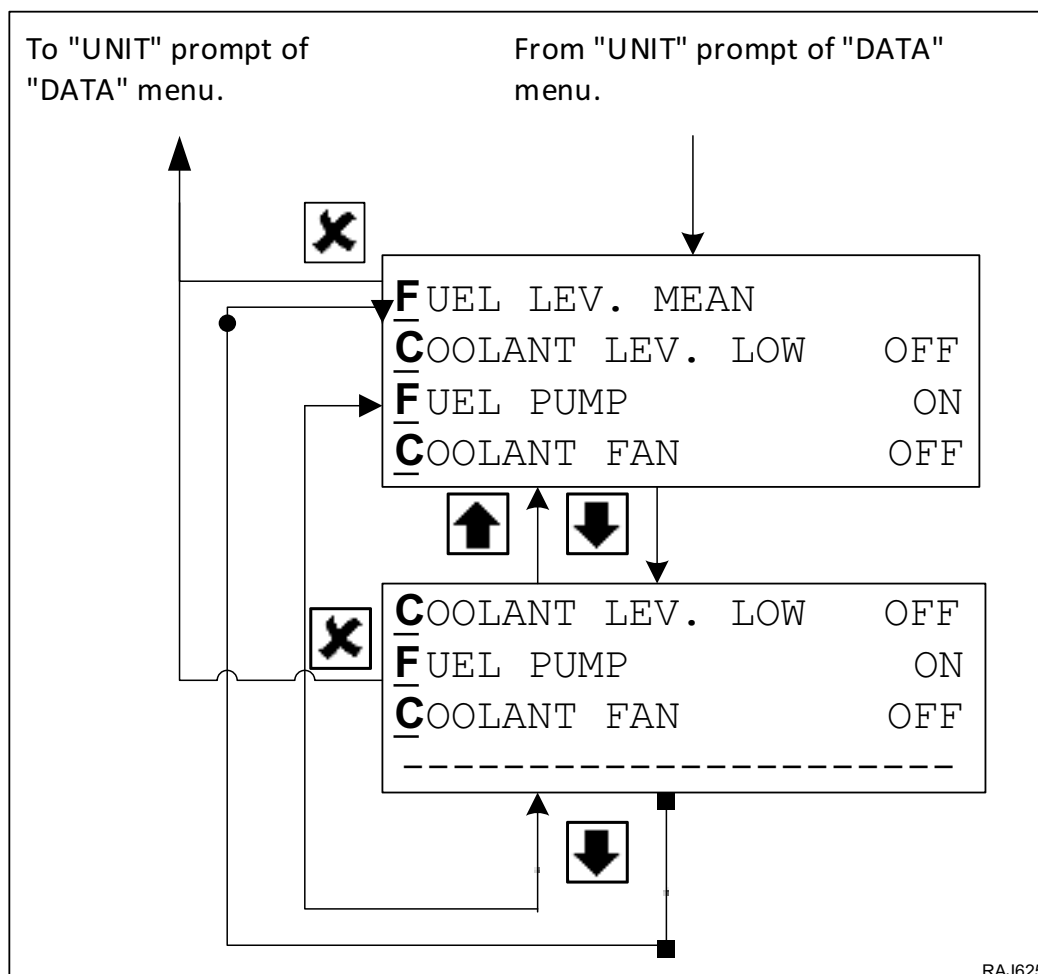 To "UNIT" prompt of
"DATA" menu.
From "UNIT" prompt of "DATA"
menu.
FUEL LEV. MEAN
COOLANT LEV. LOW OFF
FUEL PUMP ON
COOLANT FAN OFF
COOLANT LEV. LOW OFF
FUEL PUMP ON
COOLANT FAN OFF
RAJ625